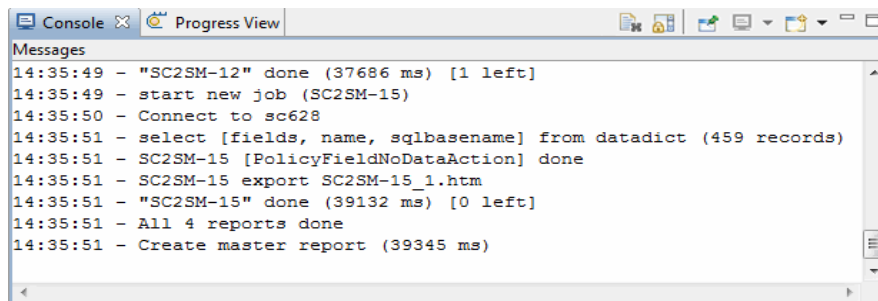 Console Progress View
Messages
14:35:49 - "SC2SM-12" done (37686 ms) [1 left]
14:35:49 - start new job (SC2SM-15)
14:35:50 - Connect to sc628
14:35:51 - select [fields, name, sqlbasename] from datadict (459 records)
14:35:51 - SC2SM-15 [PolicyFieldNoDataAction] done
14:35:51 - SC2SM-15 export SC2SM-15_1.htm
14:35:51 - "SC2SM-15" done (39132 ms) [0 left]
14:35:51 - All 4 reports done
14:35:51 - Create master report (39345 ms)